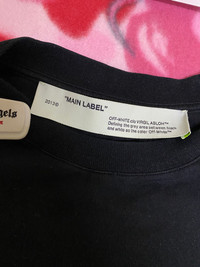 2013©
"MAIN LABEL"
OFF-WHITE c/o VIRGIL ABLOH™
Defining the grey area between black
and white as the color OFF-WHITE™
ngels